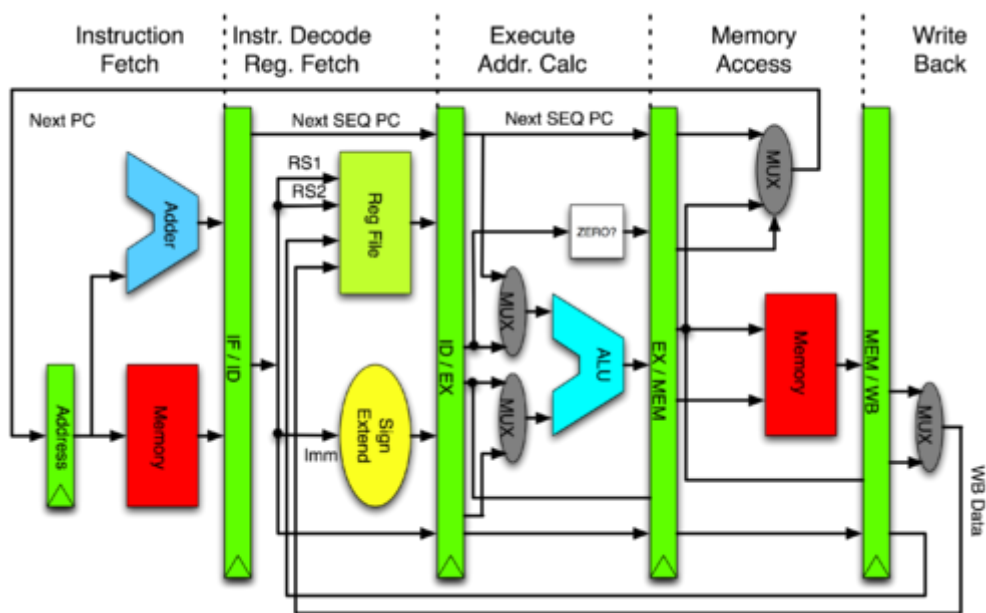 Instruction
Fetch
Instr. Decode
Reg. Fetch
Execute
Addr. Calc
Memory
Access
Write
Back
Next PC
Next SEQ PC
Next SEQ PC
RS1
RS2
Adder
Reg File
ZERO?
MUX
MUX
MUX
ALU
IF / ID
ID / EX
EX / MEM
MEM / WB
Address
Memory
Sign
Extend
Imm
Memory
MUX
WB Data